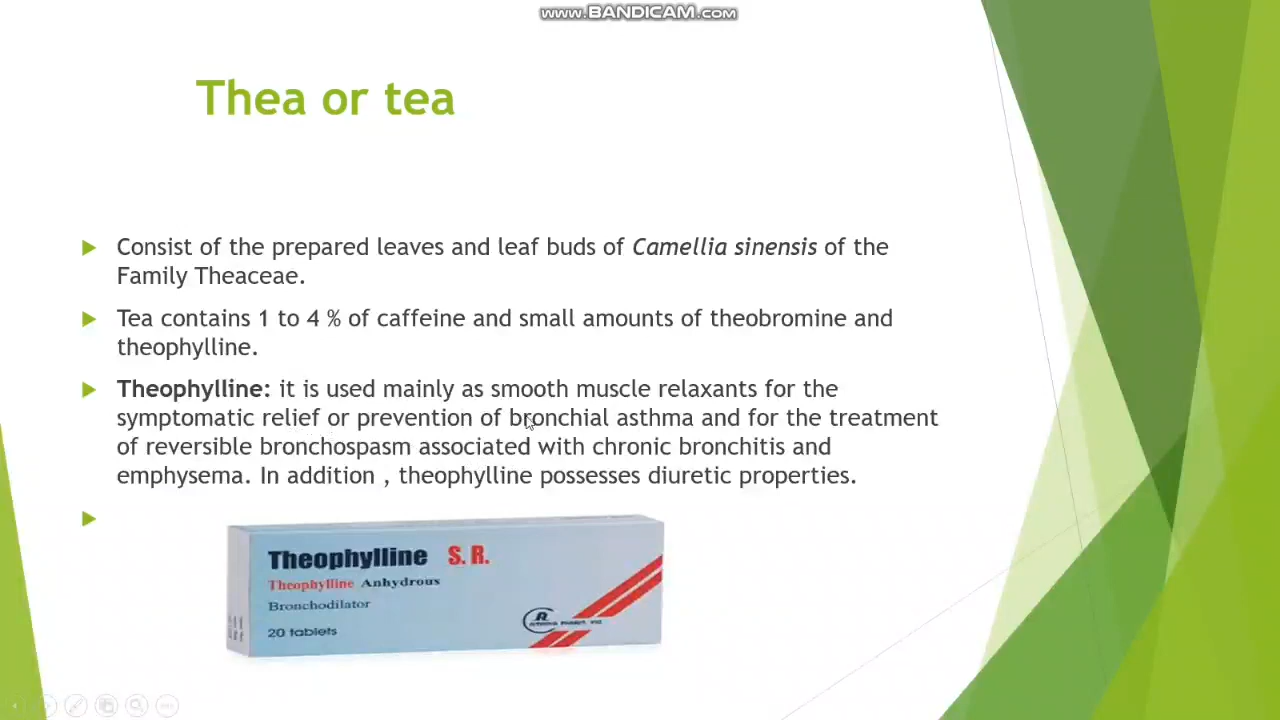 www.BANDICAM.com
Thea or tea
Consist of the prepared leaves and leaf buds of Camellia sinensis of the
Family Theaceae.
Tea contains 1 to 4 % of caffeine and small amounts of theobromine and
theophylline.
Theophylline: it is used mainly as smooth muscle relaxants for the
symptomatic relief or prevention of bronchial asthma and for the treatment
of reversible bronchospasm associated with chronic bronchitis and
emphysema. In addition , theophylline possesses diuretic properties.
Theophylline S. R.
Theophylline Anhydrous
Bronchodilator
20 tablets